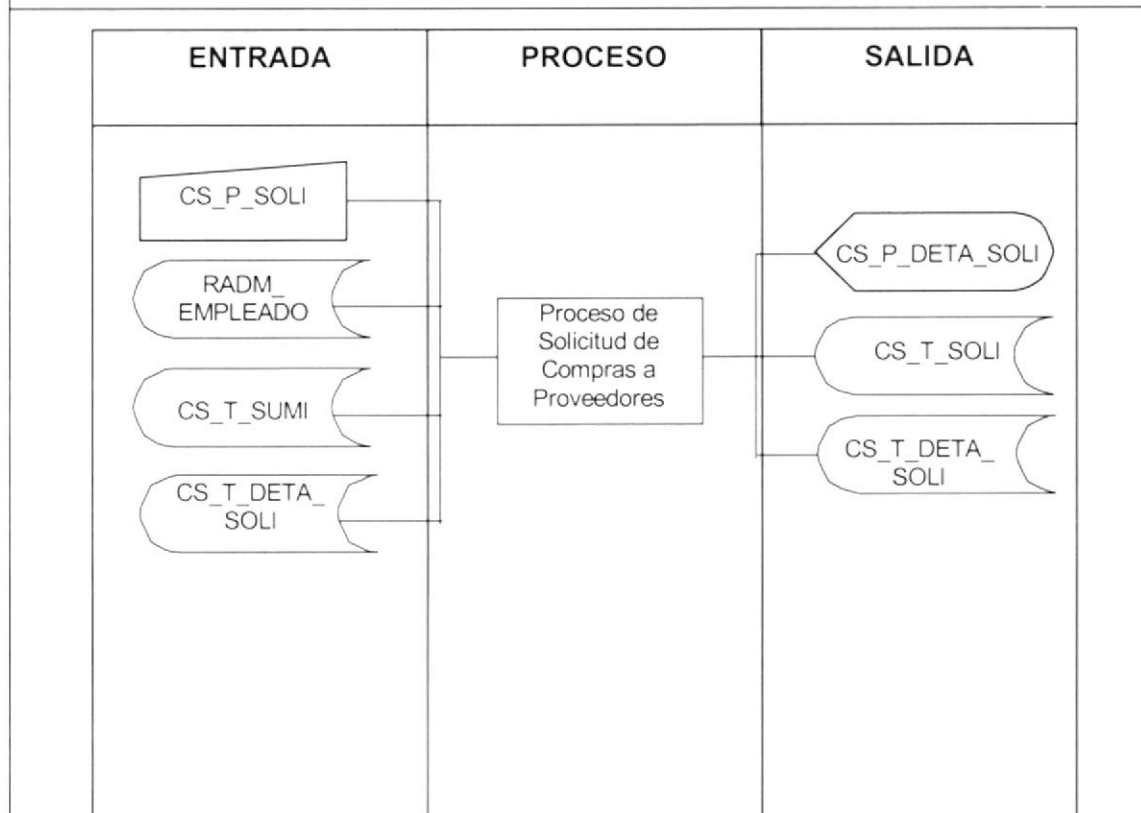 ENTRADA
PROCESO
SALIDA
CS_P_SOLI
RADM_
EMPLEADO
CS_T_SUMI
CS_T_DETA_
SOLI
Proceso de
Solicitud de
Compras a
Proveedores
CS_P_DETA_SOLI
CS_T_SOLI
CS_T_DETA_
SOLI